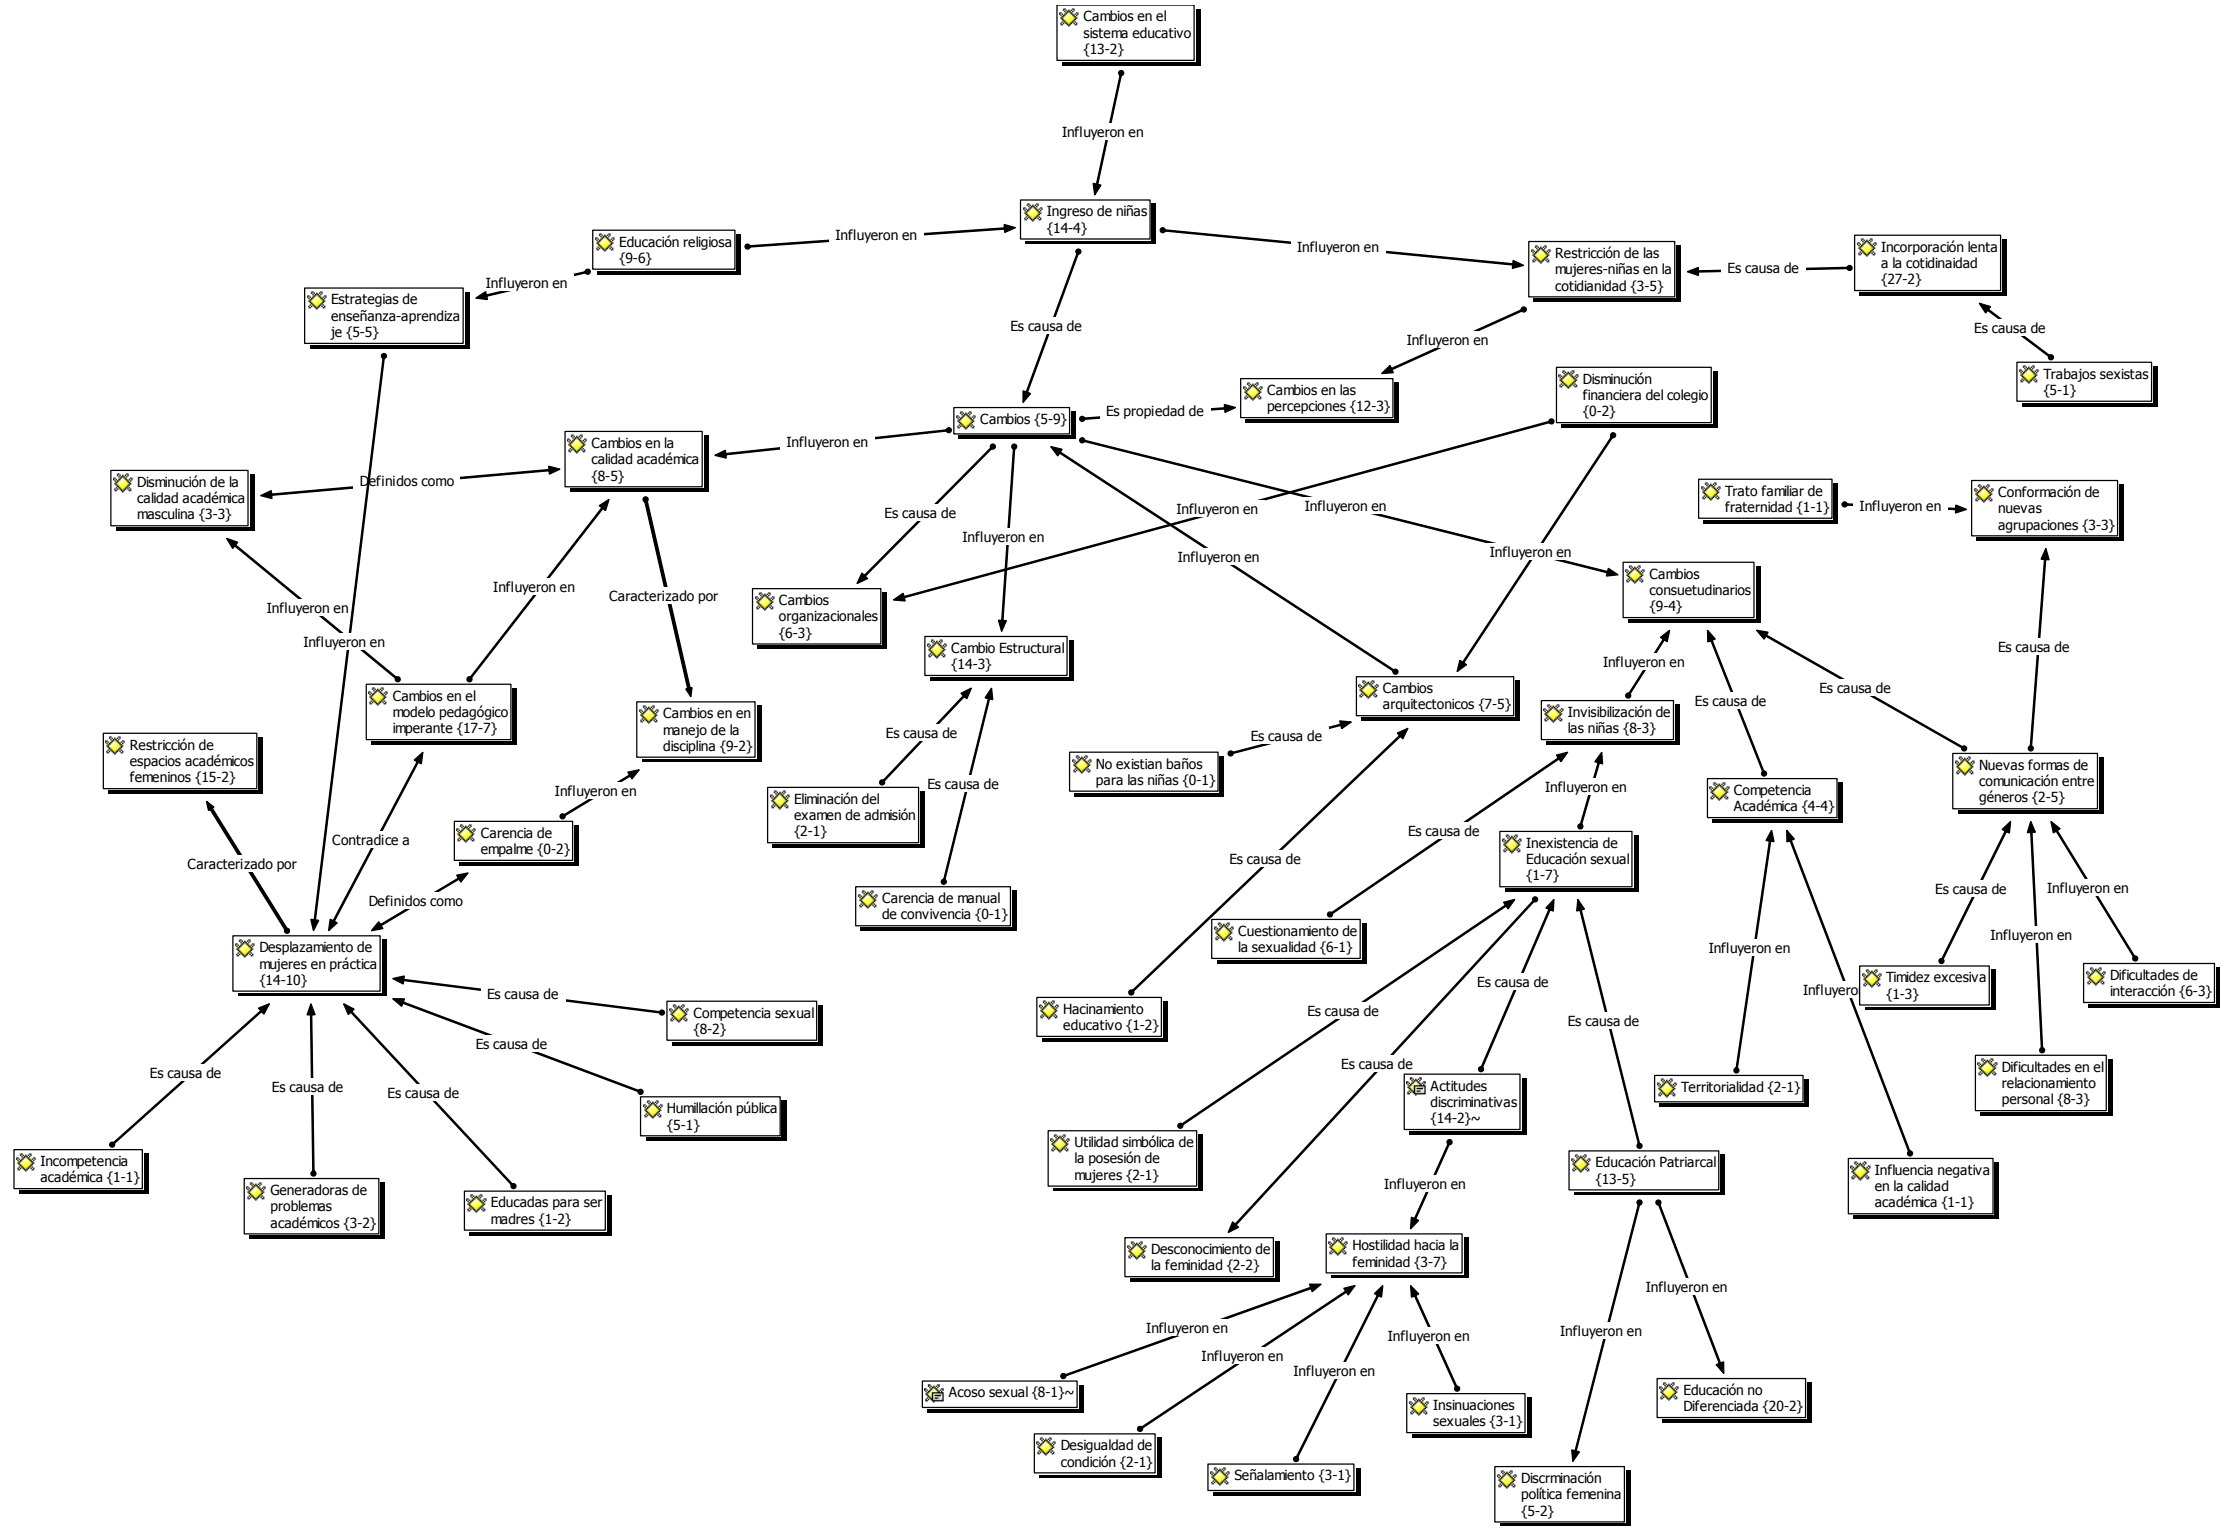 Cambios en el
sistema educativo
{13-2}
Influyeron en
Ingreso de niñas
{14-4}
Educación religiosa
{9-6}
Influyeron en
Influyeron en
Restricción de las
mujeres-niñas en la
cotidianidad {3-5}
Es causa de
Incorporación lenta
a la cotidinaidad
{27-2}
Influyeron en
Estrategias de
enseñanza-aprendiza
je {5-5}
Es causa de
Influyeron en
Es causa de
Trabajos sexistas
{5-1}
Cambios {5-9}
Es propiedad de
Cambios en las
percepciones {12-3}
Disminución
financiera del colegio
{0-2}
Influyeron en
Cambios en la
calidad académica
{8-5}
Definidos como
Disminución de la
calidad académica
masculina {3-3}
Es causa de
Influyeron en
Influyeron en
Influyeron en
Influyeron en
Influyeron en
Trato familiar de
fraternidad {1-1}
Influyeron en
Conformación de
nuevas
agrupaciones {3-3}
Influyeron en
Influyeron en
Influyeron en
Caracterizado por
Cambios
organizacionales
{6-3}
Cambio Estructural
{14-3}
Cambios
consuetudinarios
{9-4}
Influyeron en
Es causa de
Es causa de
Es causa de
Cambios en el
modelo pedagógico
imperante {17-7}
Cambios en en
manejo de la
disciplina {9-2}
Cambios
arquitectonicos {7-5}
Invisibilización de
las niñas {8-3}
Restricción de
espacios académicos
femeninos {15-2}
Es causa de
Es causa de
Es causa de
No existian baños
para las niñas {0-1}
Influyeron en
Competencia
Académica {4-4}
Nuevas formas de
comunicación entre
géneros {2-5}
Influyeron en
Eliminación del
examen de admisión
{2-1}
Contradice a
Carencia de
empalme {0-2}
Caracterizado por
Definidos como
Es causa de
Es causa de
Inexistencia de
Educación sexual
{1-7}
Es causa de
Influyeron en
Carencia de manual
de convivencia {0-1}
Cuestionamiento de
la sexualidad {6-1}
Influyeron en
Influyeron en
Desplazamiento de
mujeres en práctica
{14-10}
Es causa de
Competencia sexual
{8-2}
Es causa de
Hacinamiento
educativo {1-2}
Es causa de
Es causa de
Es causa de
Influyero
Timidez excesiva
{1-3}
Dificultades de
interacción {6-3}
Es causa de
Es causa de
Es causa de
Es causa de
Humillación pública
{5-1}
Actitudes
discriminativas
{14-2}~
Territorialidad {2-1}
Dificultades en el
relacionamiento
personal {8-3}
Incompetencia
académica {1-1}
Generadoras de
problemas
académicos {3-2}
Educadas para ser
madres {1-2}
Utilidad simbólica de
la posesión de
mujeres {2-1}
Influyeron en
Educación Patriarcal
{13-5}
Influencia negativa
en la calidad
académica {1-1}
Desconocimiento de
la feminidad {2-2}
Hostilidad hacia la
feminidad {3-7}
Influyeron en
Influyeron en
Influyeron en
Influyeron en
Influyeron en
Influyeron en
Acoso sexual {8-1}~
Desigualdad de
condición {2-1}
Señalamiento {3-1}
Insinuaciones
sexuales {3-1}
Educación no
Diferenciada {20-2}
Discrminación
política femenina
{5-2}